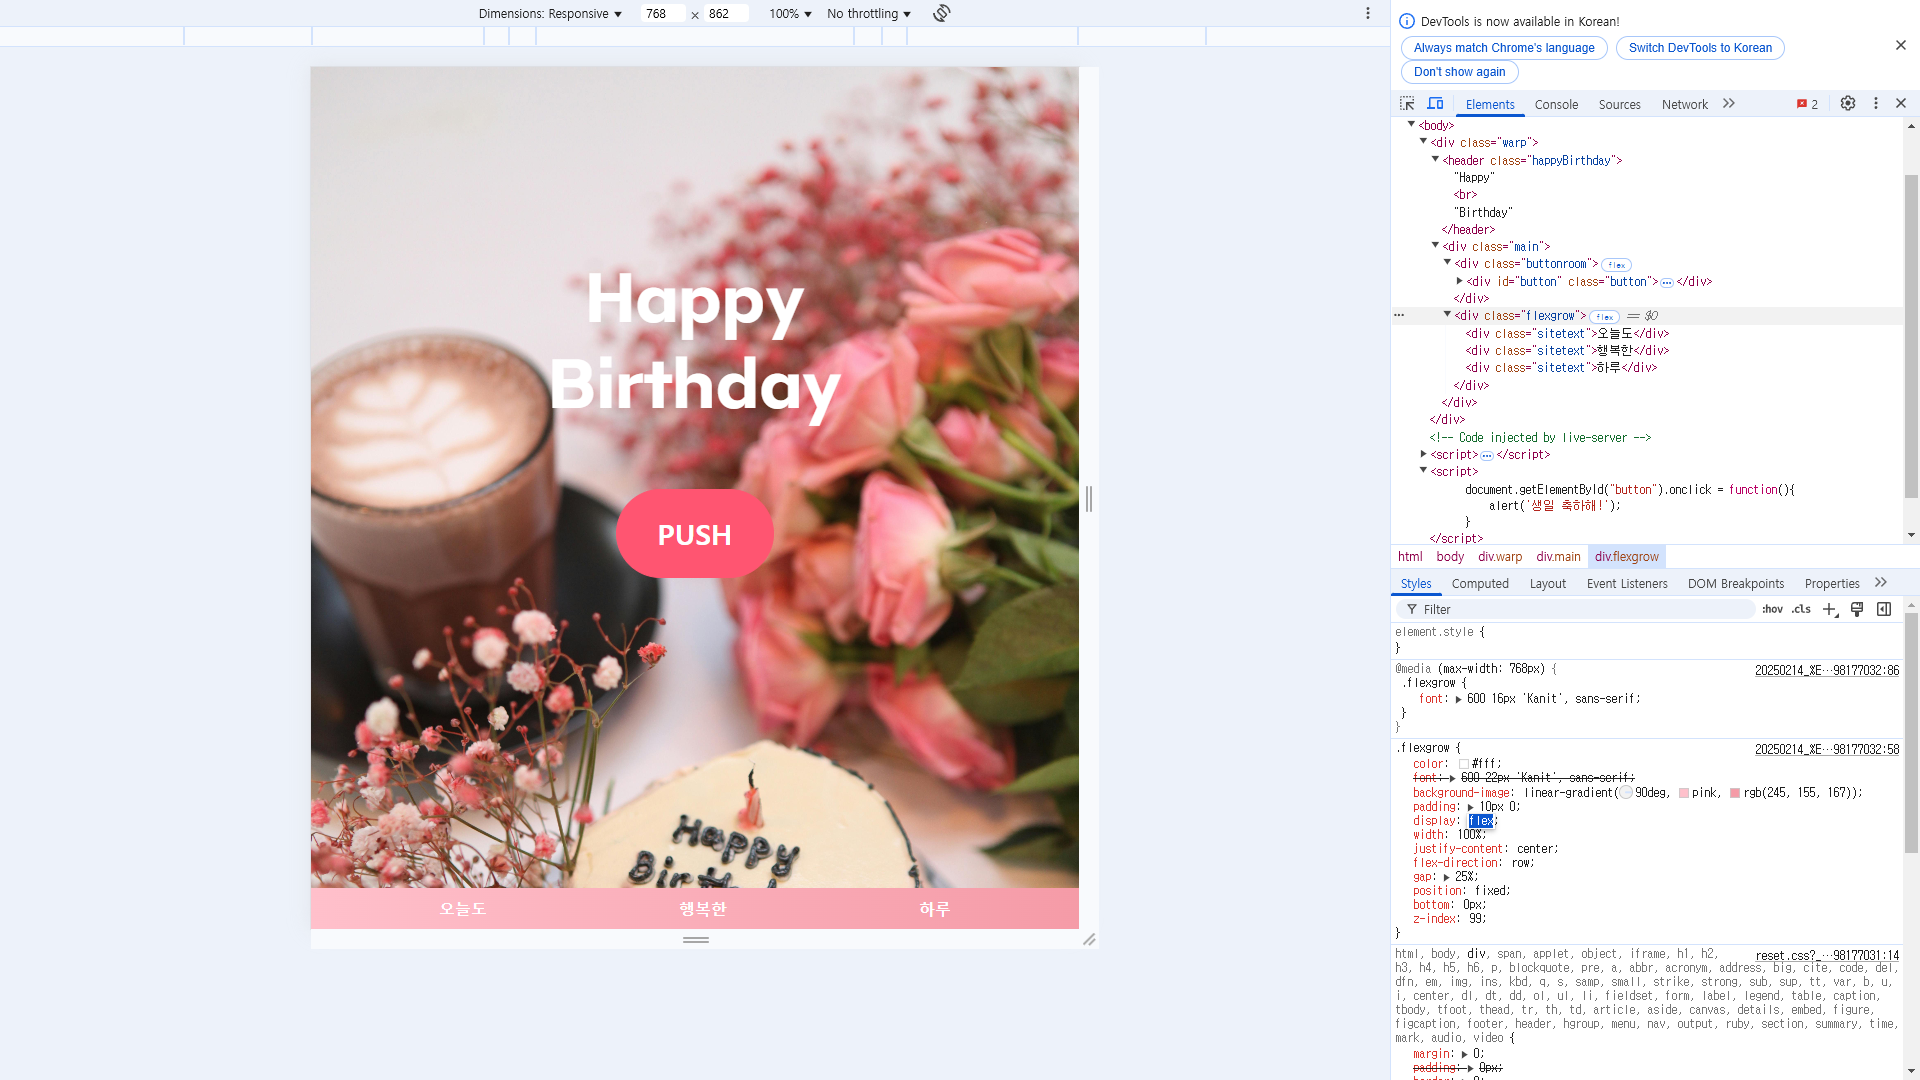 Dimensions: Responsive ▼ 768 × 862 100% ▼ No throttling ▼
DevTools is now available in Korean!
Always match Chrome's language
Switch DevTools to Korean
Don't show again
Elements Console Sources Network 2
<body>
<div class="warp">
<header class="happyBirthday">
"Happy"
<br>
"Birthday"
</header>
<div class="main">
<div class="buttonroom"> flex
<div id="button" class="button"> ⋯ </div>
</div>
<div class="flexgrow"> flex == $0
<div class="sitetext">오늘도</div>
<div class="sitetext">행복한</div>
<div class="sitetext">하루</div>
</div>
</div>
</div>
<!-- Code injected by live-server -->
<script> ⋯ </script>
<script>
document.getElementById("button").onclick = function(){
alert('생일 축하해!');
}
</script>
html body div.warp div.main div.flexgrow
Styles Computed Layout Event Listeners DOM Breakpoints Properties
Filter :hov .cls
element.style {
}
@media (max-width: 768px) { 20250214_%E…98177032:86
.flexgrow {
font: 600 16px 'Kanit', sans-serif;
}
}
.flexgrow { 20250214_%E…98177032:58
color: #fff;
font: 600 22px 'Kanit', sans-serif;
background-image: linear-gradient(90deg, pink, rgb(245, 155, 167));
padding: 10px 0;
display: flex;
width: 100%;
justify-content: center;
flex-direction: row;
gap: 25%;
position: fixed;
bottom: 0px;
z-index: 99;
}
html, body, div, span, applet, object, iframe, h1, h2, reset.css?_…98177031:14
h3, h4, h5, h6, p, blockquote, pre, a, abbr, acronym, address, big, cite, code, del,
dfn, em, img, ins, kbd, q, s, samp, small, strike, strong, sub, sup, tt, var, b, u,
i, center, dl, dt, dd, ol, ul, li, fieldset, form, label, legend, table, caption,
tbody, tfoot, thead, tr, th, td, article, aside, canvas, details, embed, figure,
figcaption, footer, header, hgroup, menu, nav, output, ruby, section, summary, time,
mark, audio, video {
margin: 0;
padding: 0px;
Happy
Birthday
PUSH
Happy
오늘도 행복한 하루